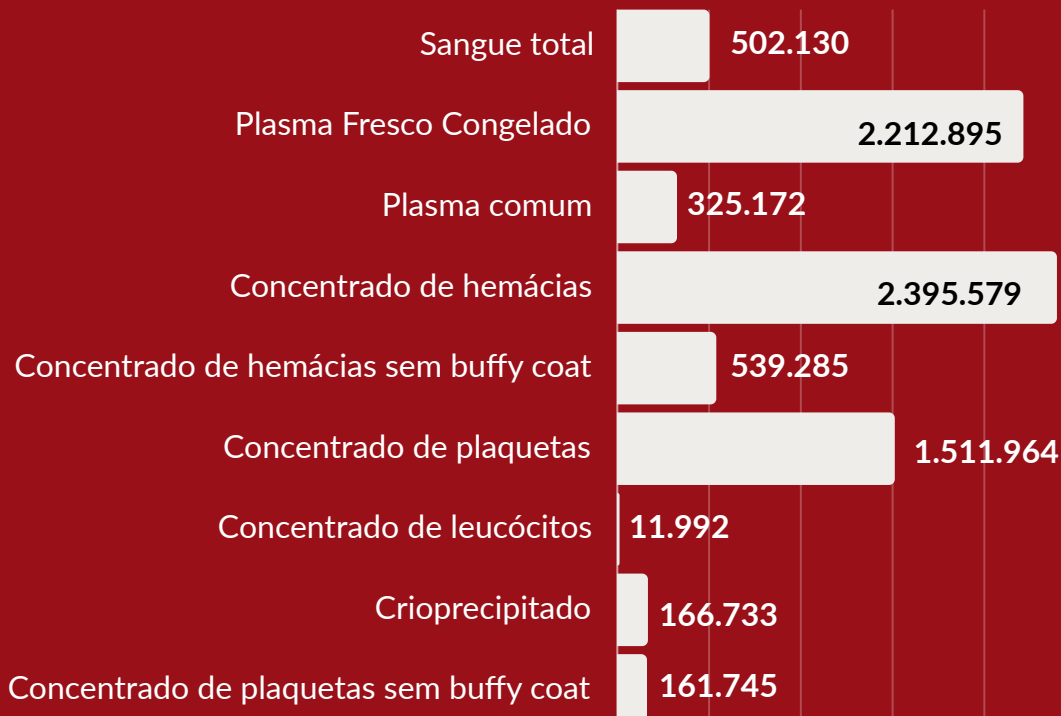 Sangue total 502.130
Plasma Fresco Congelado 2.212.895
Plasma comum 325.172
Concentrado de hemácias 2.395.579
Concentrado de hemácias sem buffy coat 539.285
Concentrado de plaquetas 1.511.964
Concentrado de leucócitos 11.992
Crioprecipitado 166.733
Concentrado de plaquetas sem buffy coat 161.745